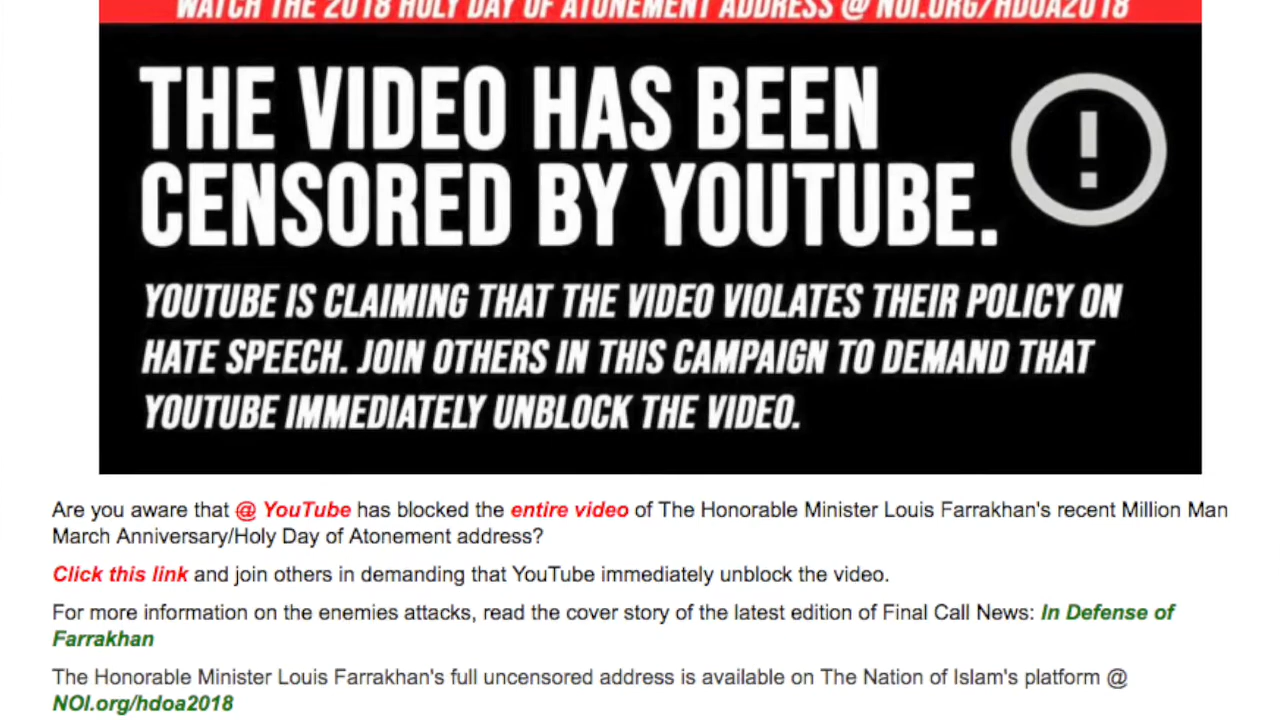 WATCH THE 2018 HOLY DAY OF ATONEMENT ADDRESS @ NOI.ORG/HDOA2018
THE VIDEO HAS BEEN
CENSORED BY YOUTUBE.
YOUTUBE IS CLAIMING THAT THE VIDEO VIOLATES THEIR POLICY ON
HATE SPEECH. JOIN OTHERS IN THIS CAMPAIGN TO DEMAND THAT
YOUTUBE IMMEDIATELY UNBLOCK THE VIDEO.
Are you aware that @ YouTube has blocked the entire video of The Honorable Minister Louis Farrakhan's recent Million Man
March Anniversary/Holy Day of Atonement address?
Click this link and join others in demanding that YouTube immediately unblock the video.
For more information on the enemies attacks, read the cover story of the latest edition of Final Call News: In Defense of
Farrakhan
The Honorable Minister Louis Farrakhan's full uncensored address is available on The Nation of Islam's platform @
NOI.org/hdoa2018